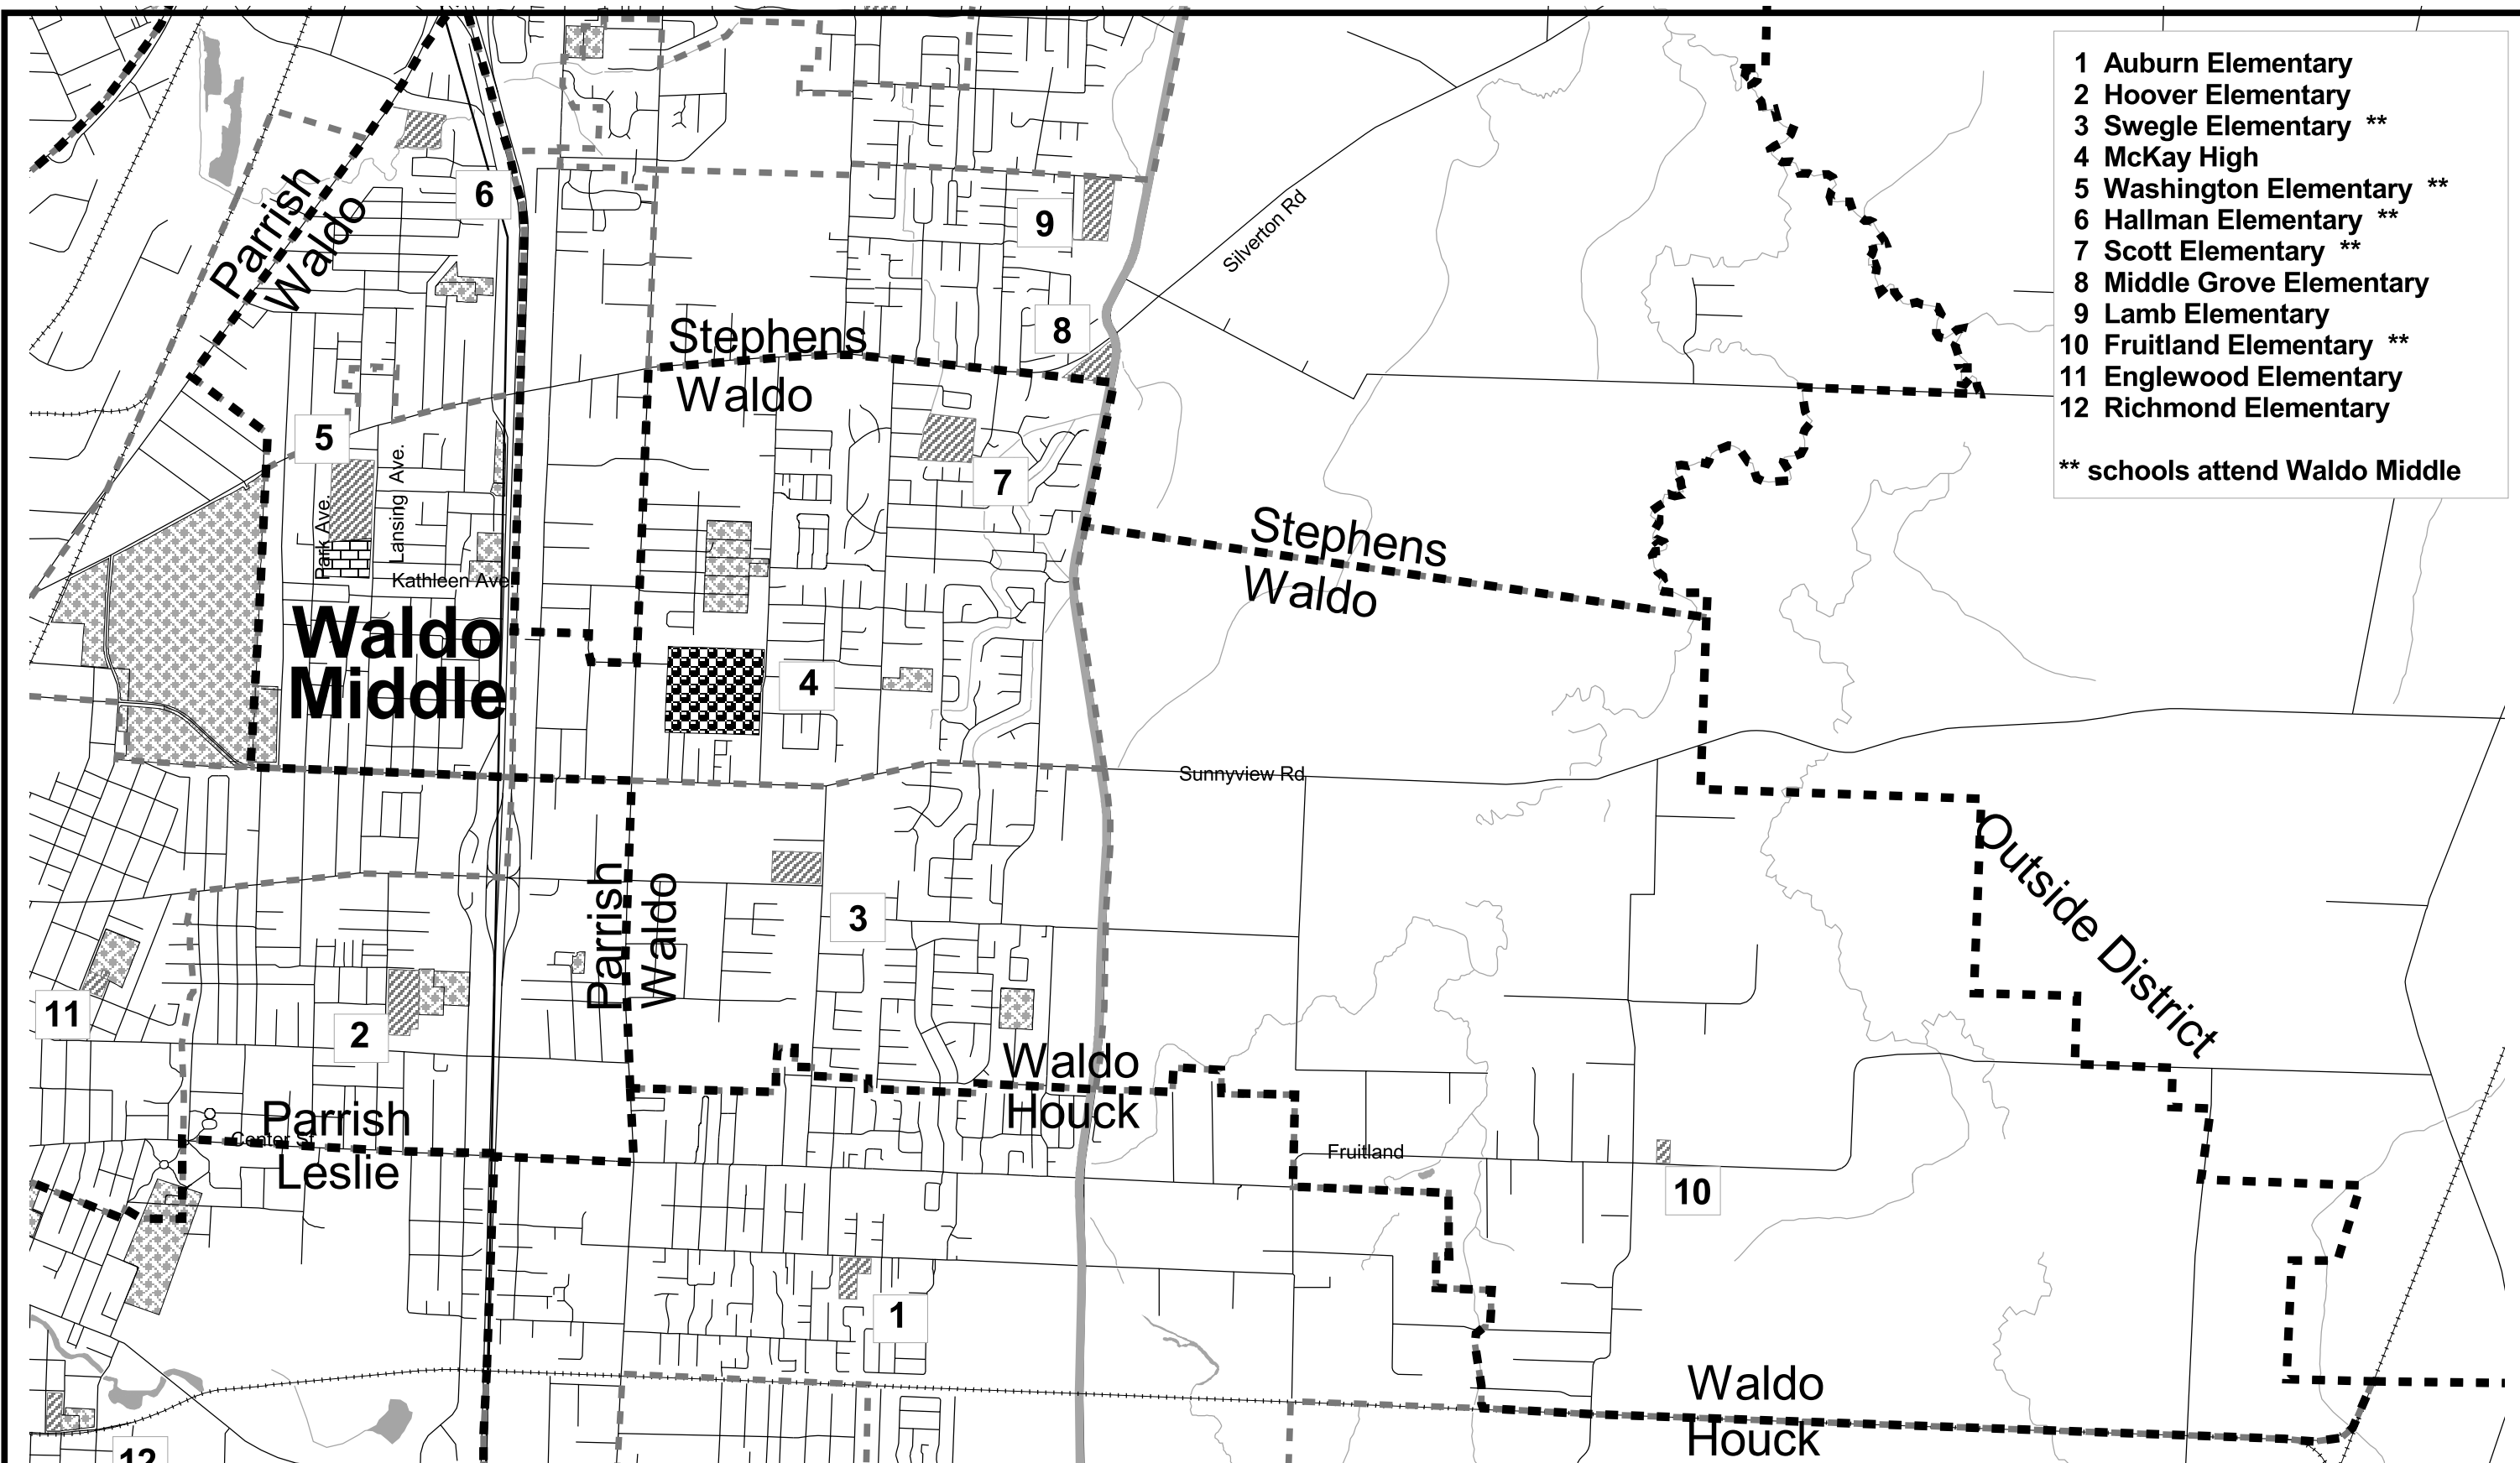 1 Auburn Elementary
2 Hoover Elementary
3 Swegle Elementary **
4 McKay High
5 Washington Elementary **
6 Hallman Elementary **
7 Scott Elementary **
8 Middle Grove Elementary
9 Lamb Elementary
10 Fruitland Elementary **
11 Englewood Elementary
12 Richmond Elementary
** schools attend Waldo Middle
6
Parrish
Waldo
9
Silverton Rd
8
Stephens
Waldo
5
7
Park Ave.
Lansing Ave.
Kathleen Ave.
Stephens
Waldo
Waldo
Middle
4
Sunnyview Rd
Outside District
Parrish
Waldo
3
11
2
Waldo
Houck
Parrish
Center St
Leslie
Fruitland
10
1
Waldo
Houck
12